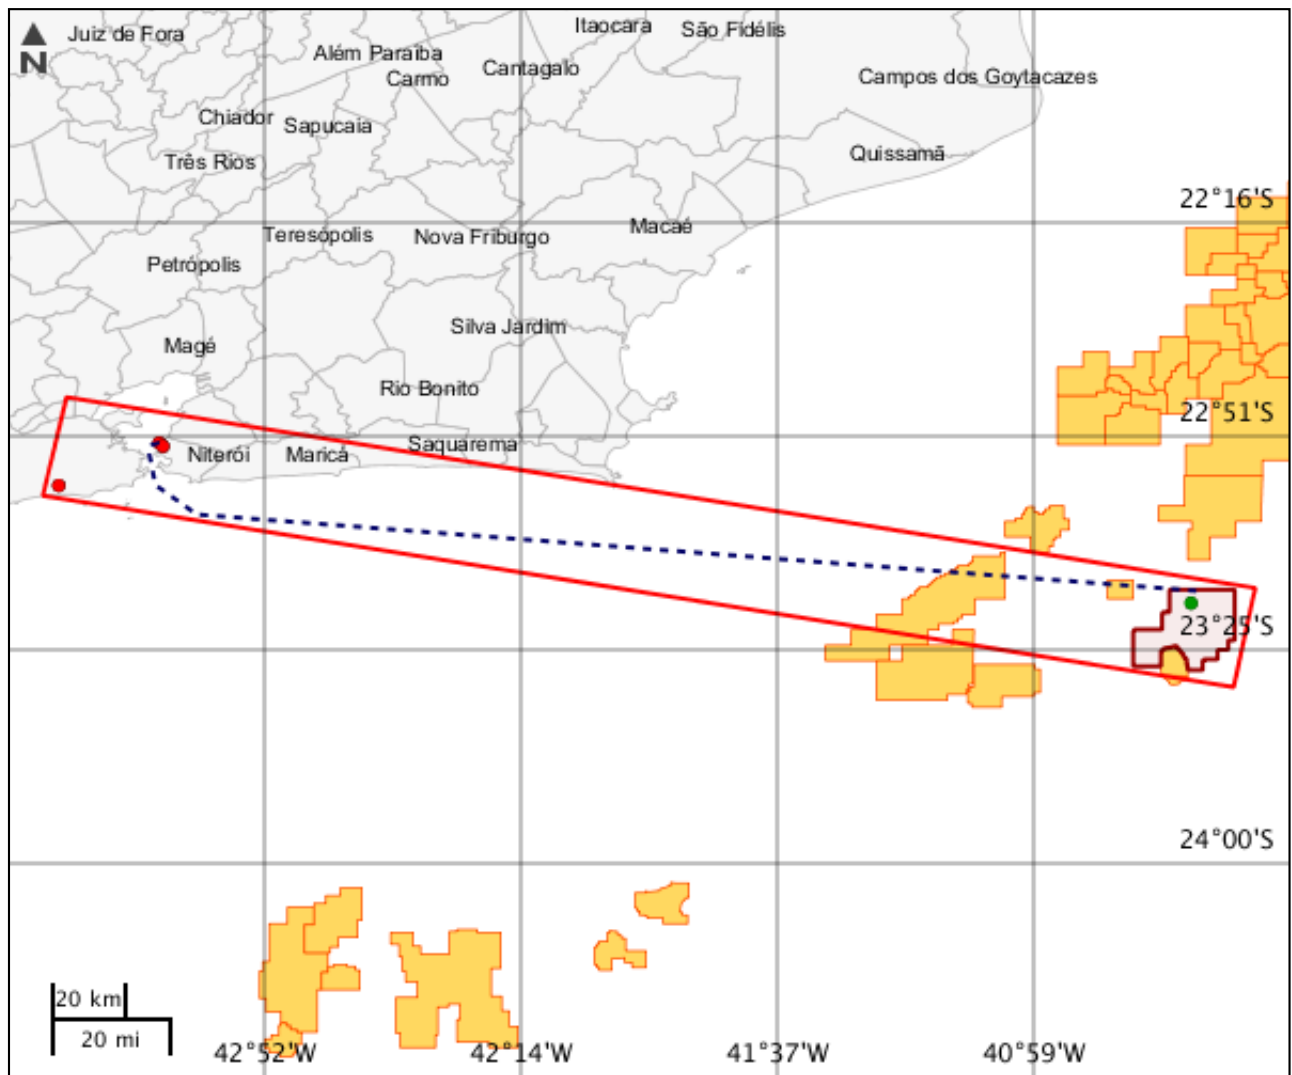 Itaocara
São Fidélis
Juiz de Fora
N
Além Paraíba
Cantagalo
Carmo
Campos dos Goytacazes
Chiador
Sapucaia
Quissamã
Três Rios
22°16'S
Macaé
Teresópolis
Nova Friburgo
Petrópolis
Silva Jardim
Magé
Rio Bonito
22°51'S
Saquarema
Niterói
Maricá
23°25'S
24°00'S
20 km
20 mi
42°52'W
42°14'W
41°37'W
40°59'W